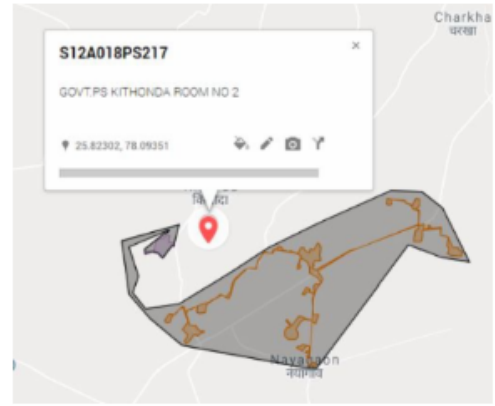 Charkha
चरखा
S12A018PS217
GOVT.PS KITHONDA ROOM NO 2
25.82302, 78.09351
Nayagaon
नयागांव